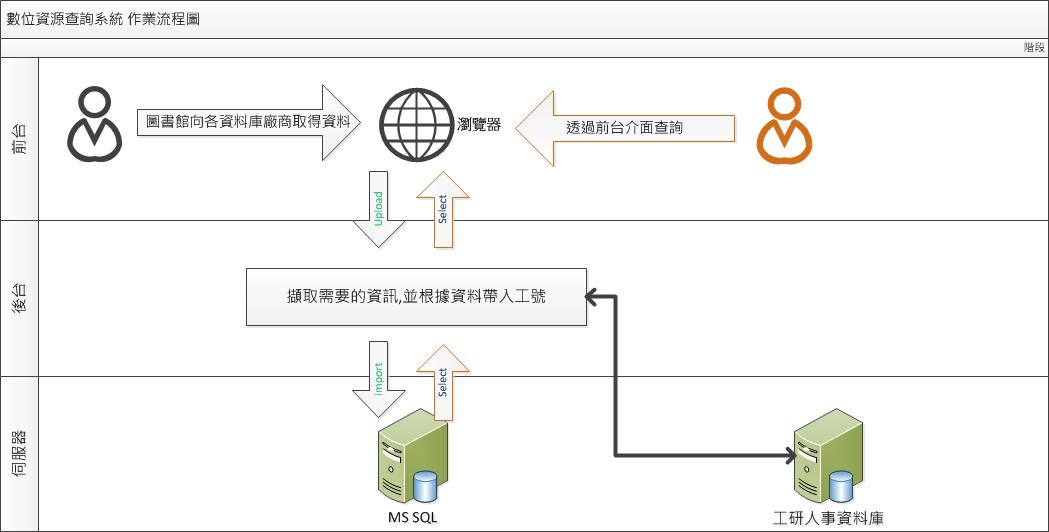 數位資源查詢系統 作業流程圖
階段
前台
圖書館向各資料庫廠商取得資料
瀏覽器
透過前台介面查詢
Upload
Select
後台
擷取需要的資訊,並根據資料帶入工號
import
Select
伺服器
MS SQL
工研人事資料庫